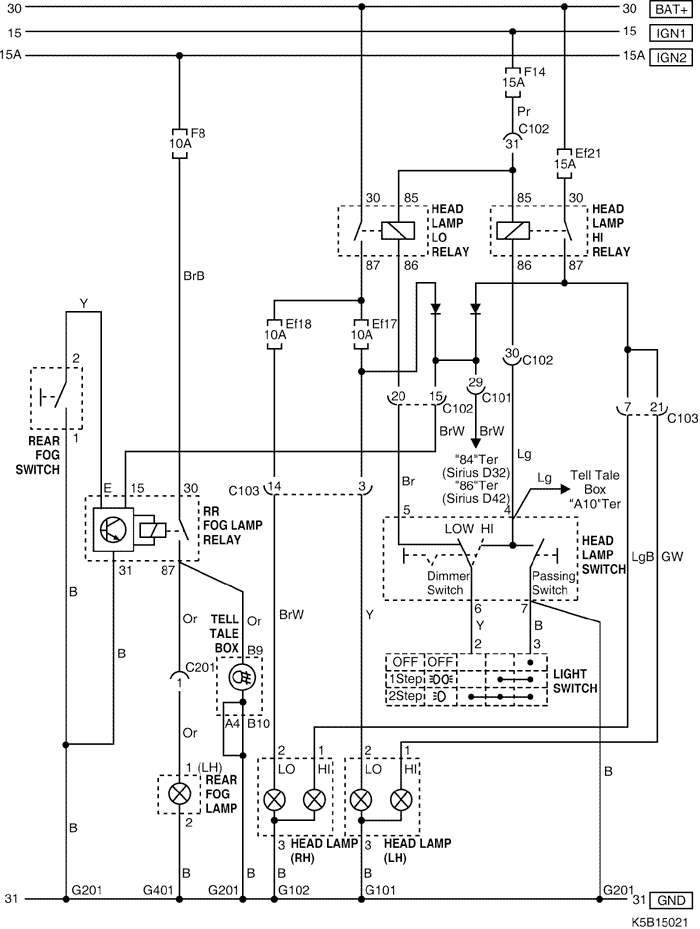 30
30 BAT+
15
15 IGN1
15A
15A IGN2
F14
15A
Pr
C102
31
F8
10A
Ef21
15A
30 85
HEAD
LAMP
LO
RELAY
87 86
85 30
HEAD
LAMP
HI
RELAY
86 87
BrB
Y
Ef18
10A
Ef17
10A
2
1
REAR
FOG
SWITCH
30
C102
29
C101
20 15
C102
7 21
C103
BrW
BrW
"84"Ter
(Sirius D32)
"86"Ter
(Sirius D42)
Lg
Lg
Tell Tale
Box
"A10"Ter
Br
E 15 30
RR
FOG LAMP
RELAY
31 87
C103
14 3
5 4
LOW HI
HEAD
LAMP
SWITCH
Dimmer
Switch
Passing
Switch
6 7
LgB GW
B
B
Or
Or
BrW
Y
Y
B
TELL
TALE
BOX
B9
A4 B10
C201
1
Or
2 3
OFF OFF
1Step
2Step
LIGHT
SWITCH
1 (LH)
REAR
FOG
LAMP
2
2 1
LO HI
3
HEAD LAMP
(RH)
2 1
LO HI
3
HEAD LAMP
(LH)
B
B
B
B
B
B
31
G201
G401
G201
G102
G101
G201
31 GND
K5B15021